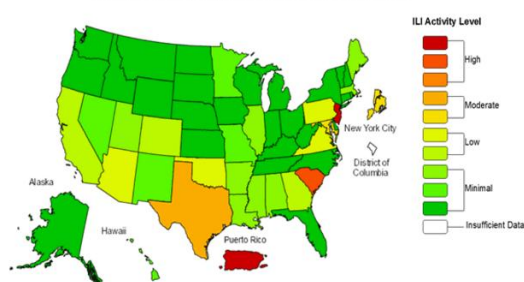 ILI Activity Level
High
Moderate
Low
Minimal
Insufficient Data
New York City
District of
Columbia
Alaska
Hawaii
Puerto Rico